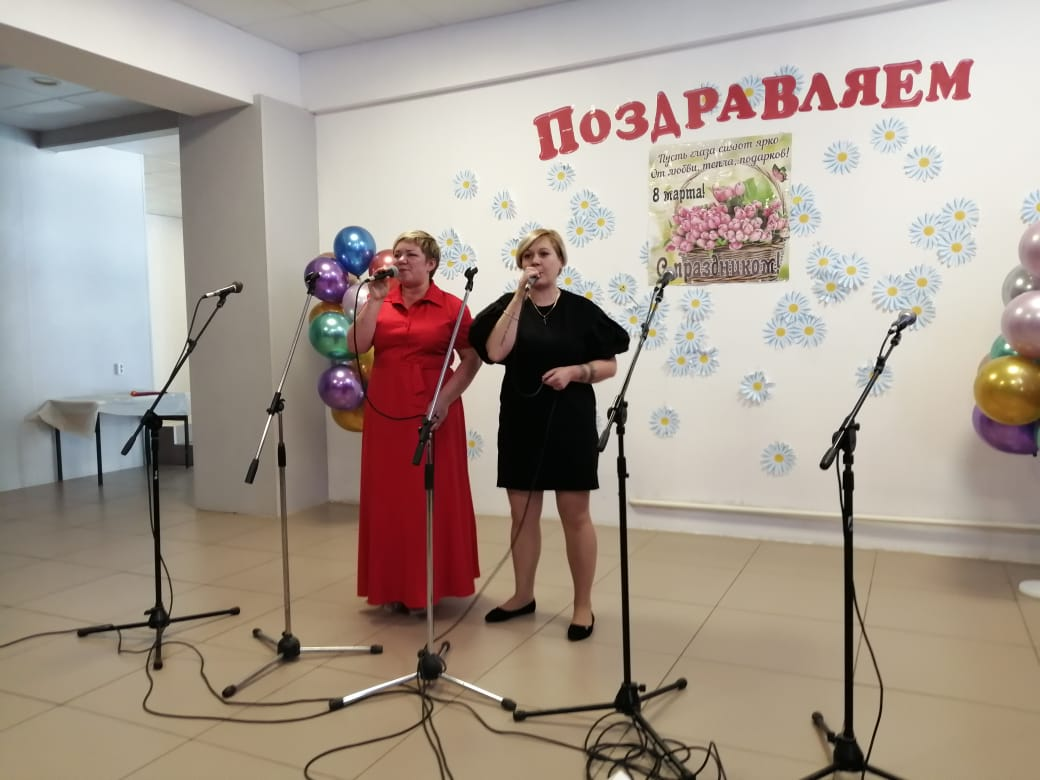 ПОЗДРАВЛЯЕМ
Пусть глаза сияют ярко
От любви, тепла, подарков!
8 марта!
С праздником!